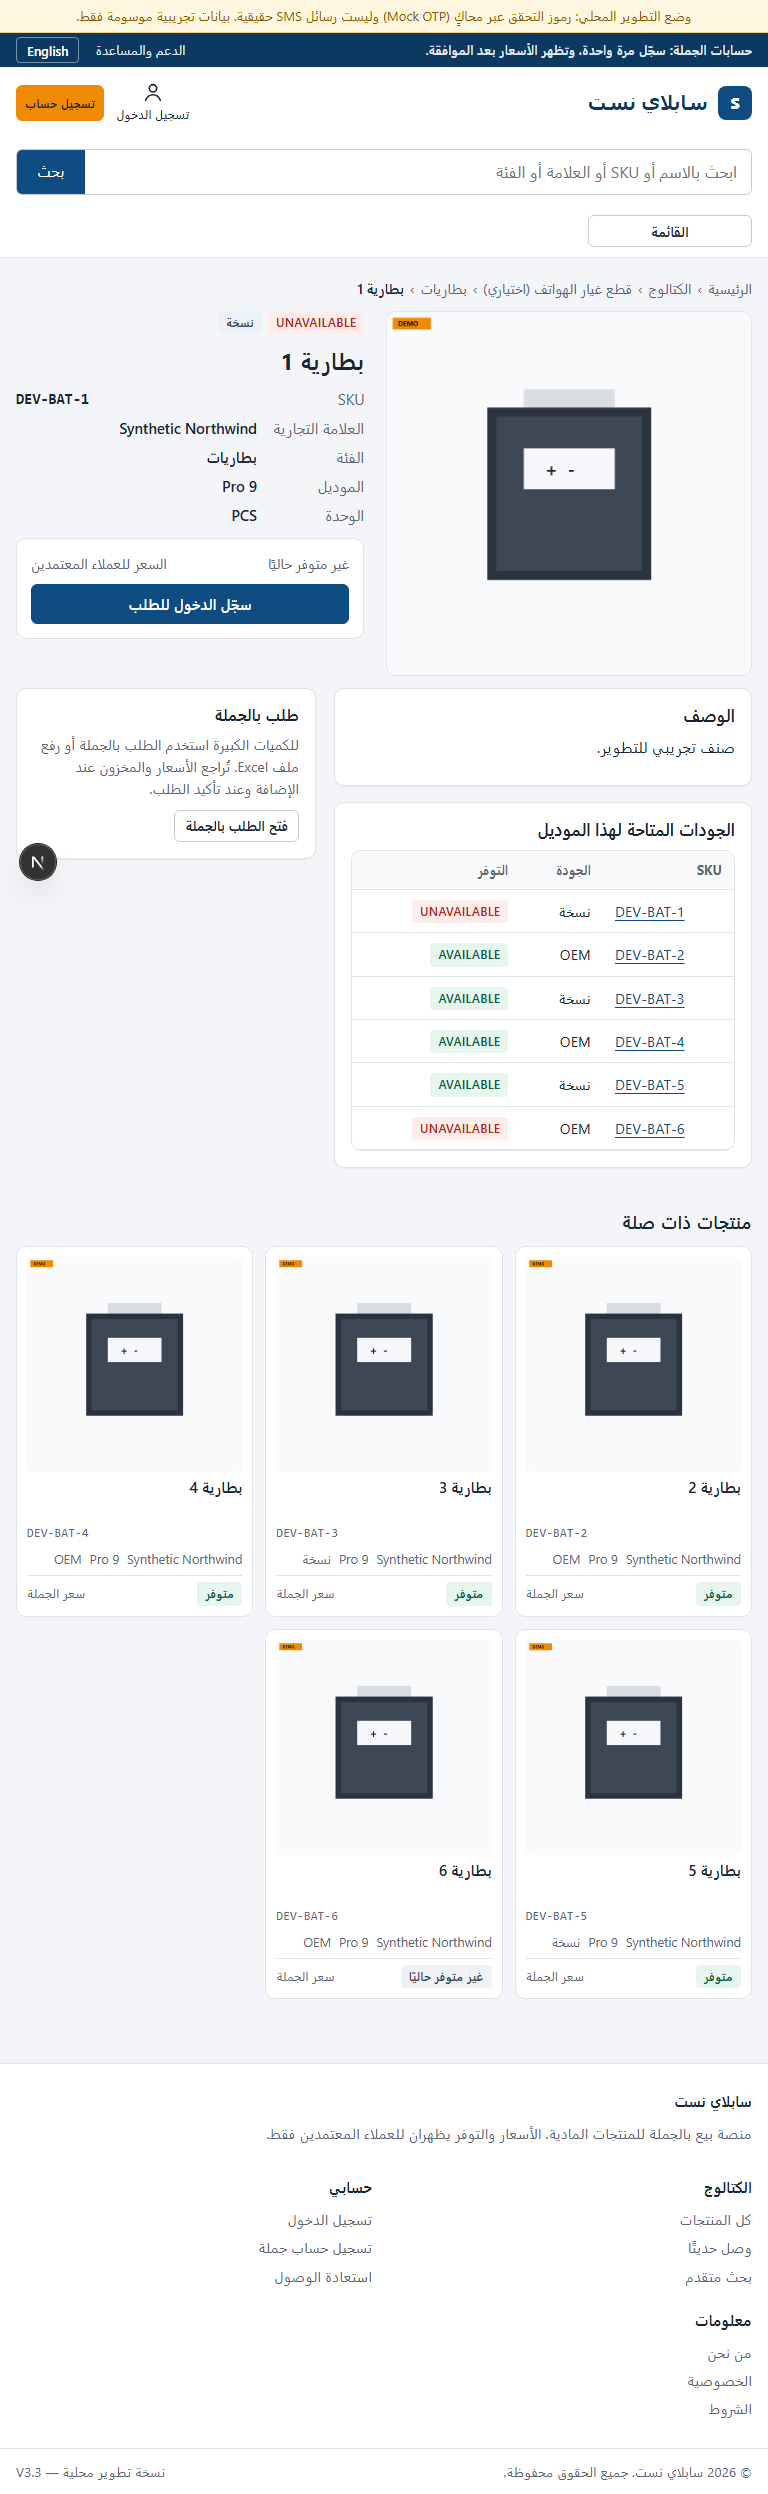 وضع التطوير المحلي: رموز التحقق عبر محاكٍ (Mock OTP) وليست رسائل SMS حقيقية. بيانات تجريبية موسومة فقط.
حسابات الجملة: سجّل مرة واحدة، وتظهر الأسعار بعد الموافقة.
الدعم والمساعدة
English
S
سابلاي نست
تسجيل الدخول
تسجيل حساب
ابحث بالاسم أو SKU أو العلامة أو الفئة
بحث
القائمة
الرئيسية › الكتالوج › قطع غيار الهواتف (اختياري) › بطاريات › بطارية 1
DEMO
+ -
UNAVAILABLE
نسخة
بطارية 1
SKU DEV-BAT-1
العلامة التجارية Synthetic Northwind
الفئة بطاريات
الموديل Pro 9
الوحدة PCS
غير متوفر حاليًا
السعر للعملاء المعتمدين
سجّل الدخول للطلب
الوصف
صنف تجريبي للتطوير.
طلب بالجملة
للكميات الكبيرة استخدم الطلب بالجملة أو رفع
ملف Excel. تُراجع الأسعار والمخزون عند
الإضافة وعند تأكيد الطلب.
فتح الطلب بالجملة
N
الجودات المتاحة لهذا الموديل
SKU الجودة التوفر
DEV-BAT-1 نسخة UNAVAILABLE
DEV-BAT-2 OEM AVAILABLE
DEV-BAT-3 نسخة AVAILABLE
DEV-BAT-4 OEM AVAILABLE
DEV-BAT-5 نسخة AVAILABLE
DEV-BAT-6 OEM UNAVAILABLE
منتجات ذات صلة
DEMO
+ -
بطارية 2
DEV-BAT-2
Synthetic Northwind Pro 9 OEM
متوفر
سعر الجملة
DEMO
+ -
بطارية 3
DEV-BAT-3
Synthetic Northwind Pro 9 نسخة
متوفر
سعر الجملة
DEMO
+ -
بطارية 4
DEV-BAT-4
Synthetic Northwind Pro 9 OEM
متوفر
سعر الجملة
DEMO
+ -
بطارية 5
DEV-BAT-5
Synthetic Northwind Pro 9 نسخة
متوفر
سعر الجملة
DEMO
+ -
بطارية 6
DEV-BAT-6
Synthetic Northwind Pro 9 OEM
غير متوفر حاليًا
سعر الجملة
سابلاي نست
منصة بيع بالجملة للمنتجات المادية. الأسعار والتوفر يظهران للعملاء المعتمدين فقط.
الكتالوج
كل المنتجات
وصل حديثًا
بحث متقدم
حسابي
تسجيل الدخول
تسجيل حساب جملة
استعادة الوصول
معلومات
من نحن
الخصوصية
الشروط
© 2026 سابلاي نست. جميع الحقوق محفوظة.
نسخة تطوير محلية — V3.3